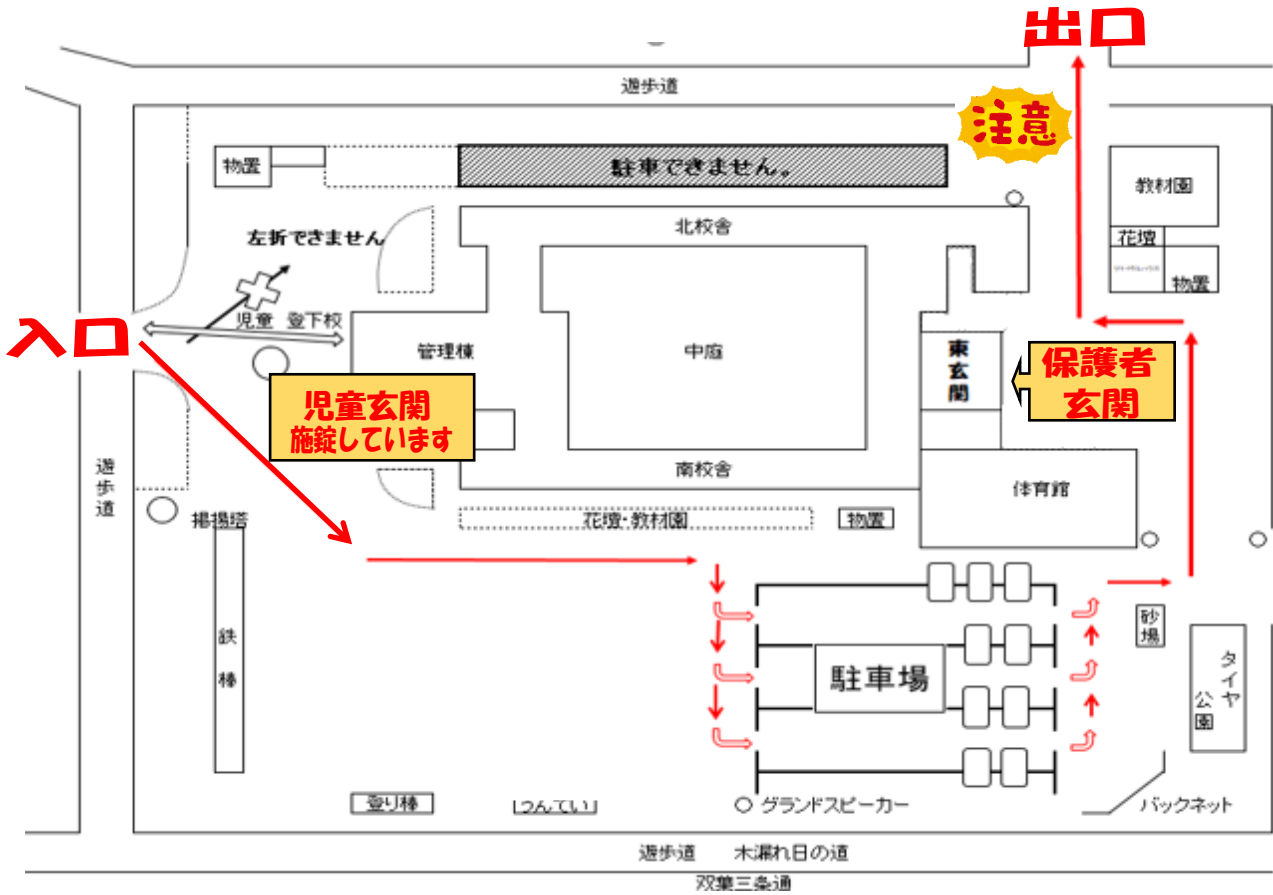 出口
遊歩道
注意
物置
駐車できません。
教材園
北校舎
左折できません
花壇
物置
入口
児童 登下校
管理棟
中庭
東玄関
保護者
玄関
児童玄関
施錠しています
遊歩道
南校舎
体育館
掲揚塔
花壇・教材園
物置
鉄棒
砂場
駐車場
タイヤ
公園
登り棒
うんてい
グランドスピーカー
バックネット
遊歩道 木漏れ日の道
双葉三条通